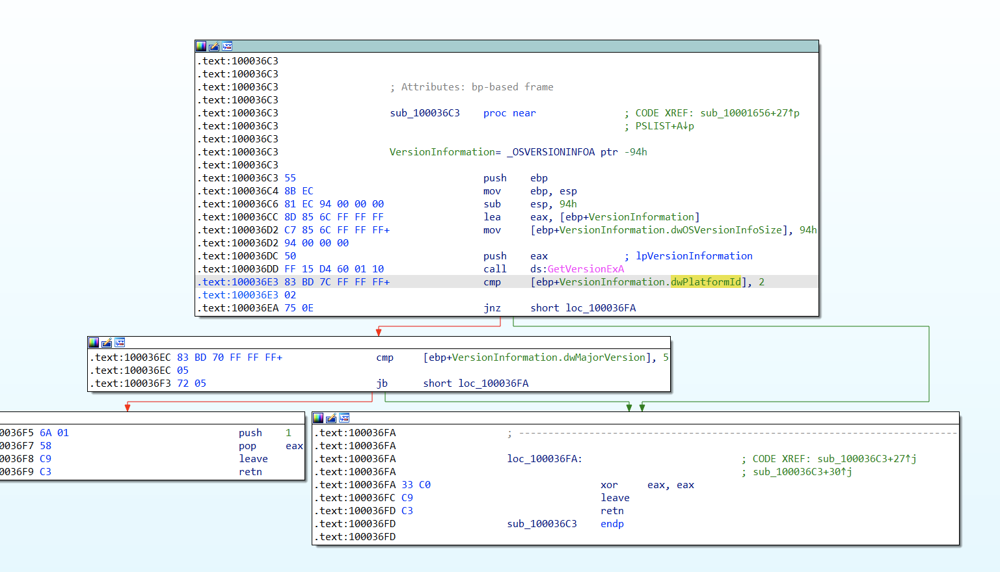 .text:100036C3
.text:100036C3
.text:100036C3 ; Attributes: bp-based frame
.text:100036C3
.text:100036C3 sub_100036C3 proc near ; CODE XREF: sub_10001656+27↑p
.text:100036C3 ; PSLIST+A↓p
.text:100036C3
.text:100036C3 VersionInformation= _OSVERSIONINFOA ptr -94h
.text:100036C3
.text:100036C3 55 push ebp
.text:100036C4 8B EC mov ebp, esp
.text:100036C6 81 EC 94 00 00 00 sub esp, 94h
.text:100036CC 8D 85 6C FF FF FF lea eax, [ebp+VersionInformation]
.text:100036D2 C7 85 6C FF FF FF+ mov [ebp+VersionInformation.dwOSVersionInfoSize], 94h
.text:100036D2 94 00 00 00
.text:100036DC 50 push eax ; lpVersionInformation
.text:100036DD FF 15 D4 60 01 10 call ds:GetVersionExA
.text:100036E3 83 BD 7C FF FF FF+ cmp [ebp+VersionInformation.dwPlatformId], 2
.text:100036E3 02
.text:100036EA 75 0E jnz short loc_100036FA
.text:100036EC 83 BD 70 FF FF FF+ cmp [ebp+VersionInformation.dwMajorVersion], 5
.text:100036EC 05
.text:100036F3 72 05 jb short loc_100036FA
0036F5 6A 01 push 1
0036F7 58 pop eax
0036F8 C9 leave
0036F9 C3 retn
.text:100036FA ; ---------------------------------------------------------------------------
.text:100036FA
.text:100036FA loc_100036FA: ; CODE XREF: sub_100036C3+27↑j
.text:100036FA ; sub_100036C3+30↑j
.text:100036FA 33 C0 xor eax, eax
.text:100036FC C9 leave
.text:100036FD C3 retn
.text:100036FD sub_100036C3 endp
.text:100036FD